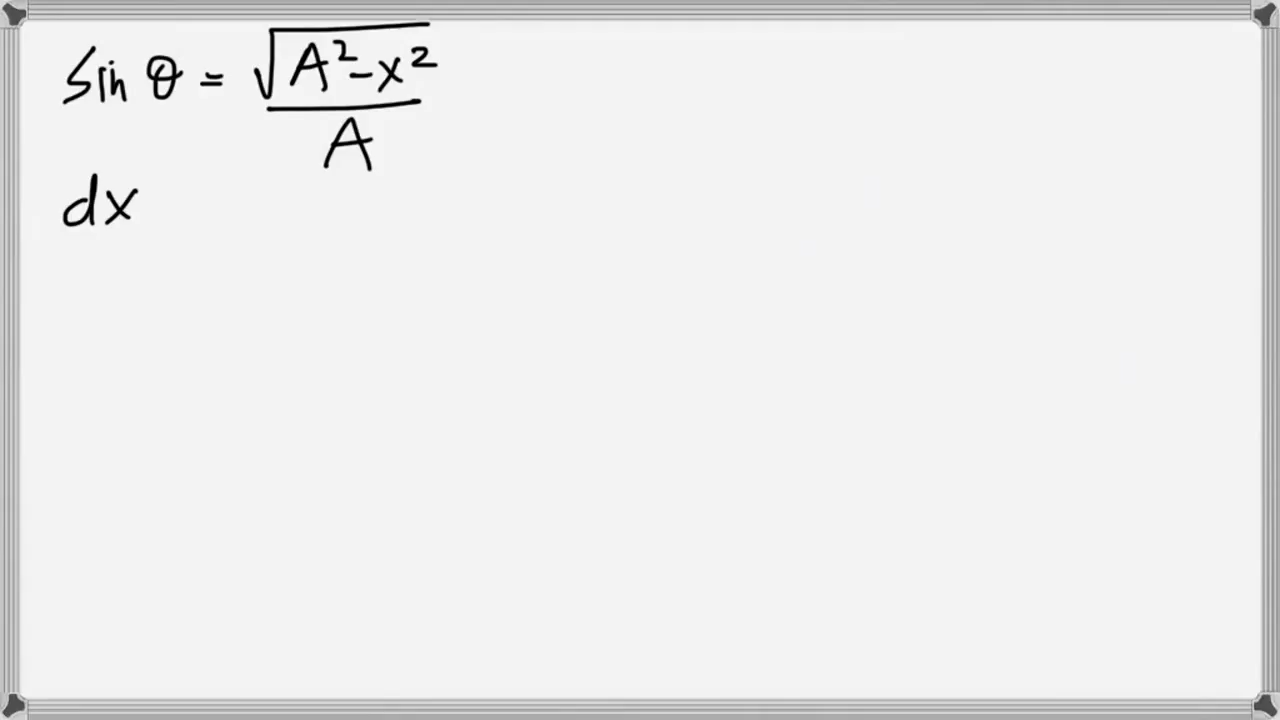 sin θ = √(A²-x²) / A
dx